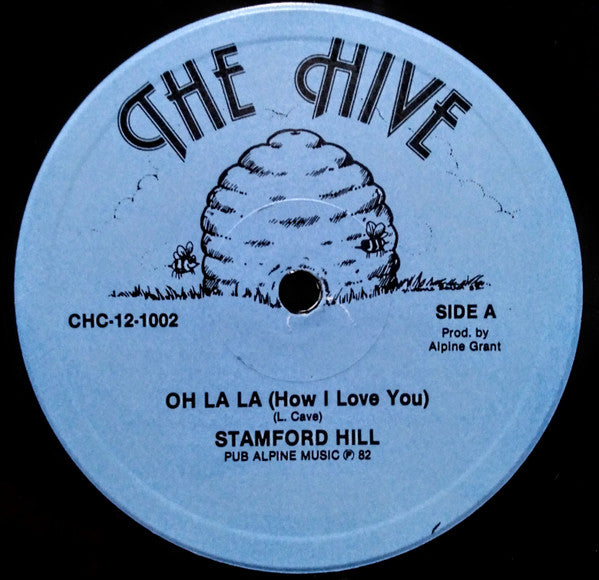 THE HIVE
CHC-12-1002
SIDE A
Prod. by
Alpine Grant
OH LA LA (How I Love You)
(L. Cave)
STAMFORD HILL
PUB ALPINE MUSIC Ⓟ 82